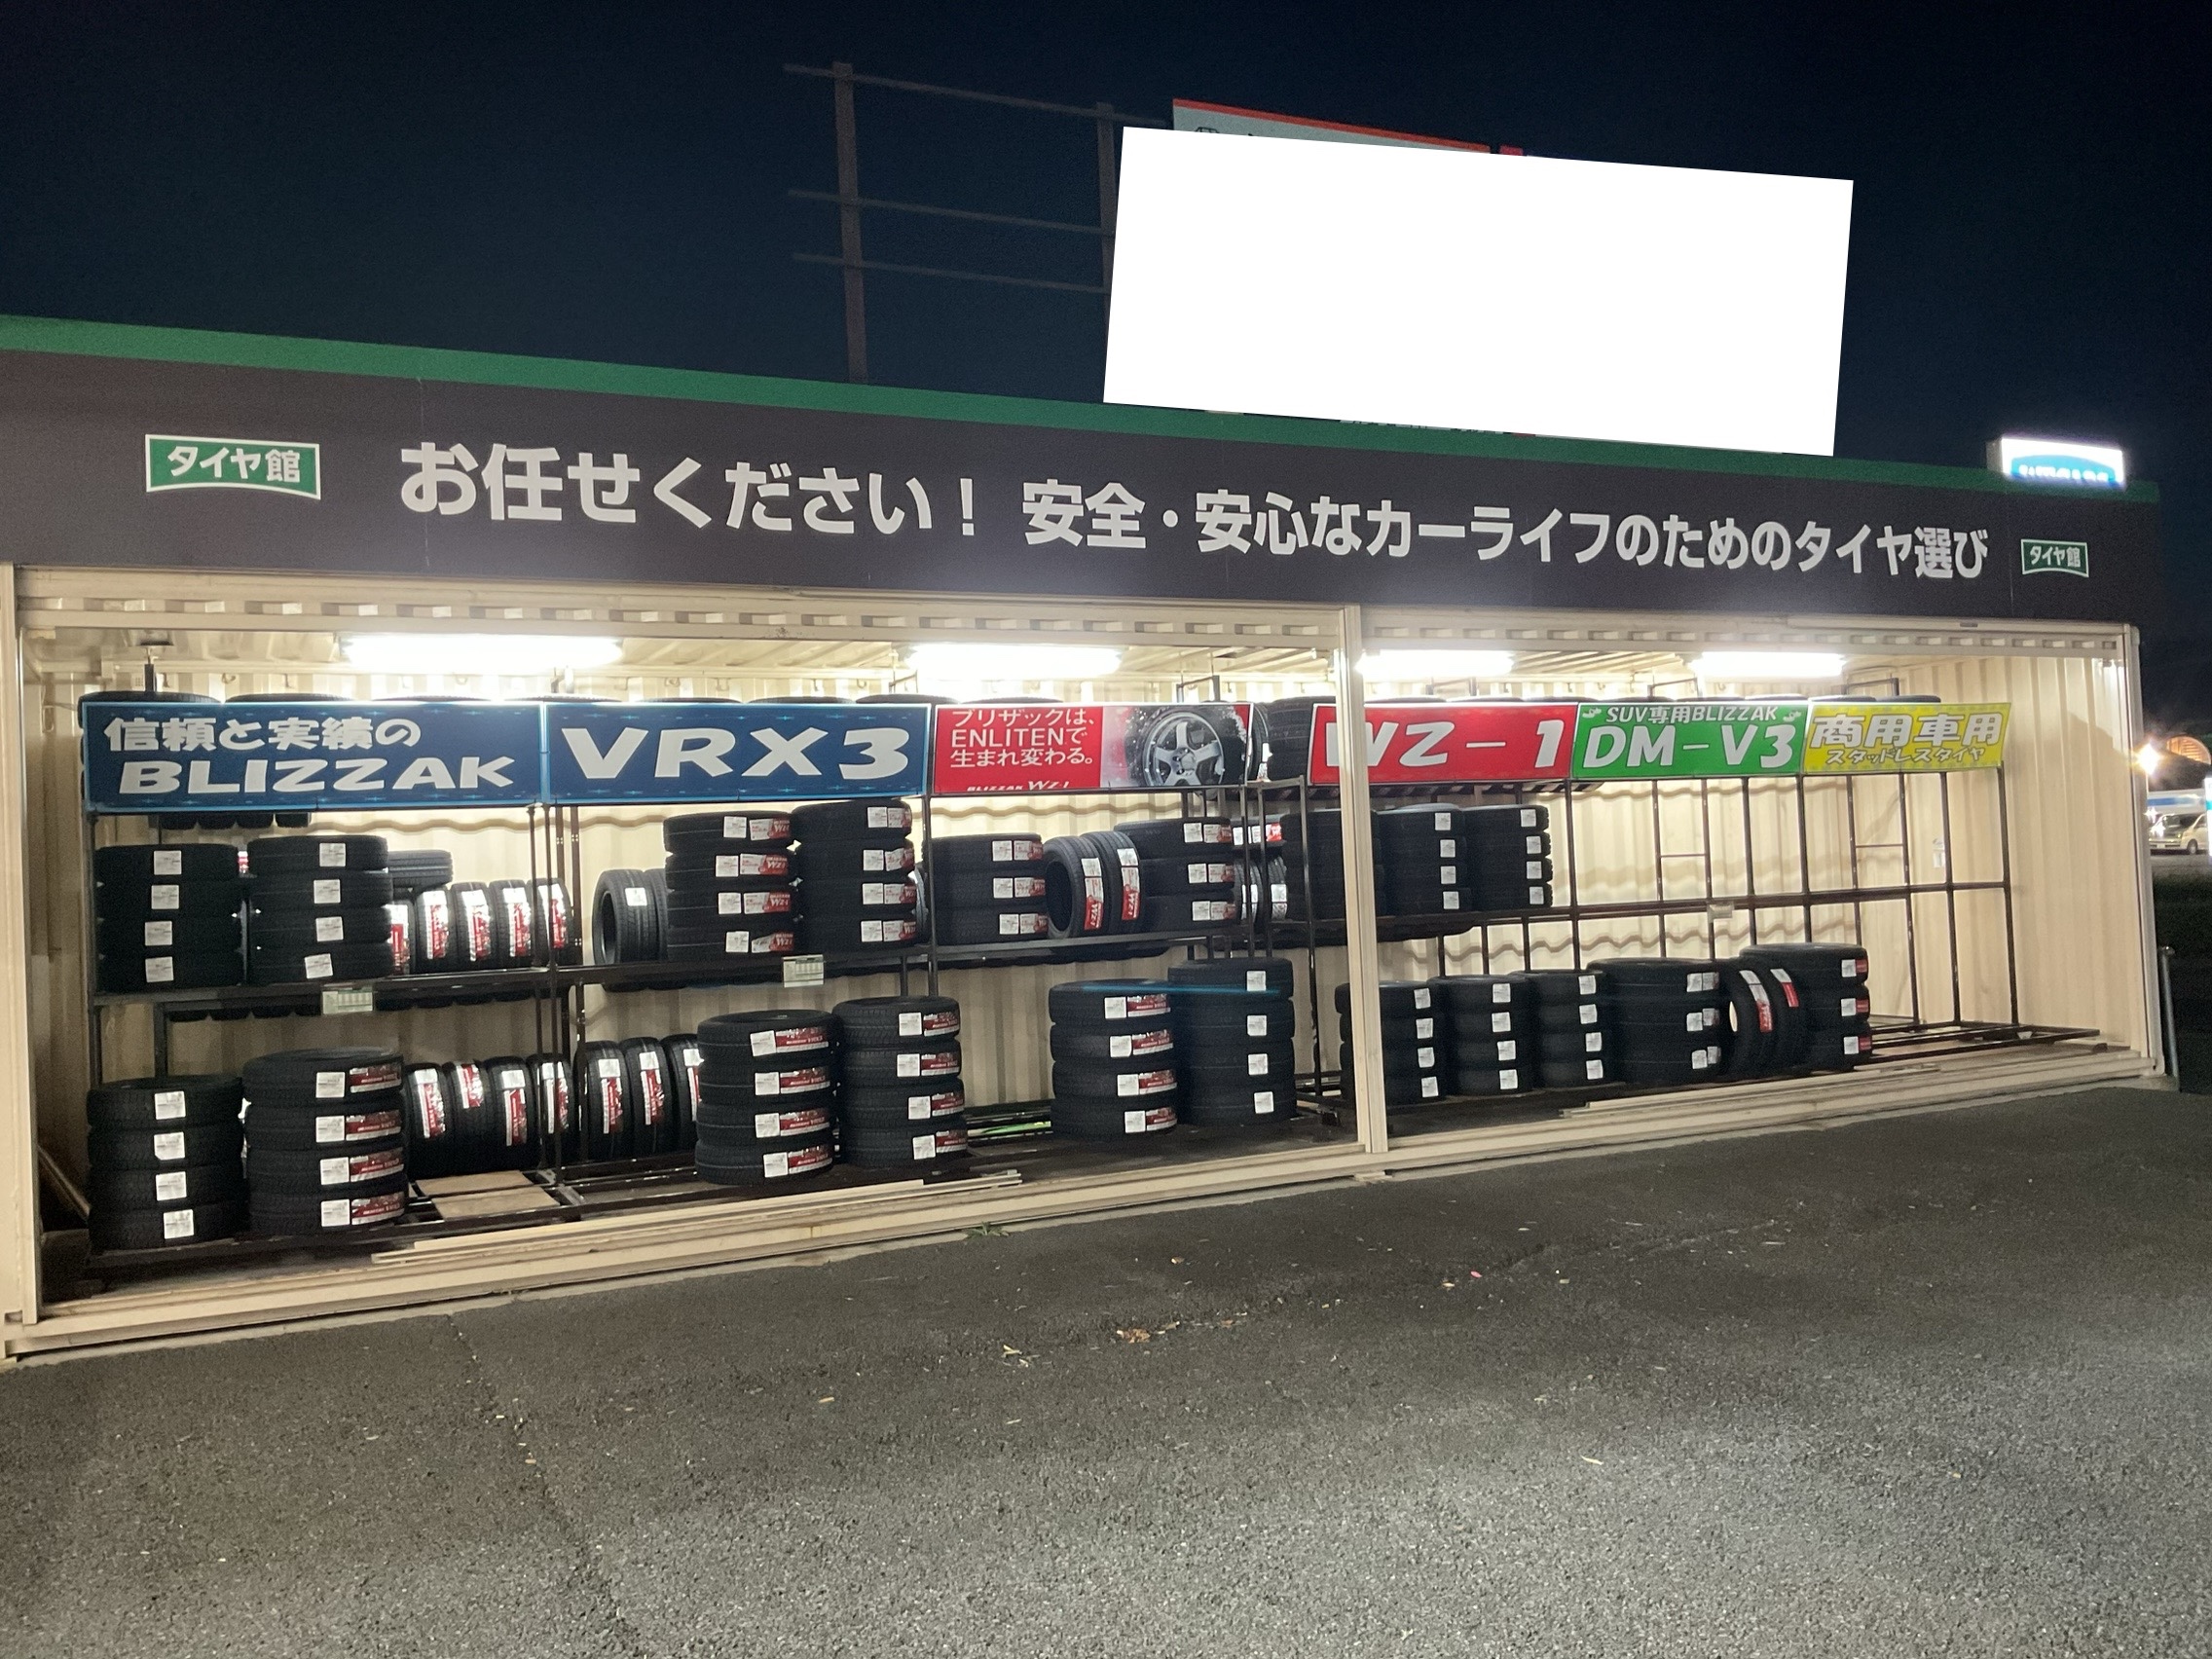 タイヤ館
お任せください！ 安全・安心なカーライフのためのタイヤ選び
タイヤ館
信頼と実績の
BLIZZAK
VRX3
ブリザックは、
ENLITENで
生まれ変わる。
BLIZZAK WZ-1
WZ-1
SUV専用BLIZZAK
DM-V3
商用車用
スタッドレスタイヤ